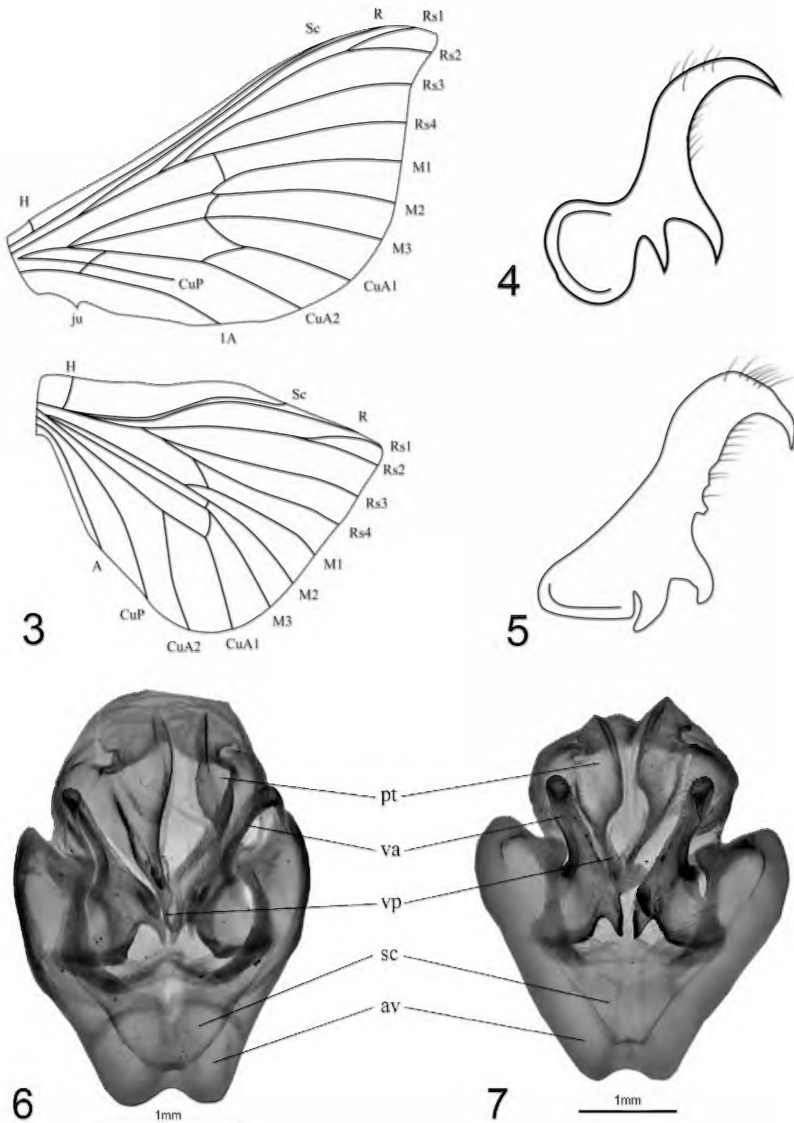 Sc
R
Rs1
Rs2
Rs3
Rs4
M1
M2
M3
CuA1
CuA2
1A
CuP
ju
H
4
H
Sc
R
Rs1
Rs2
Rs3
Rs4
M1
M2
M3
CuA1
CuA2
CuP
A
3
5
pt
va
vp
sc
av
6
1mm
7
1mm